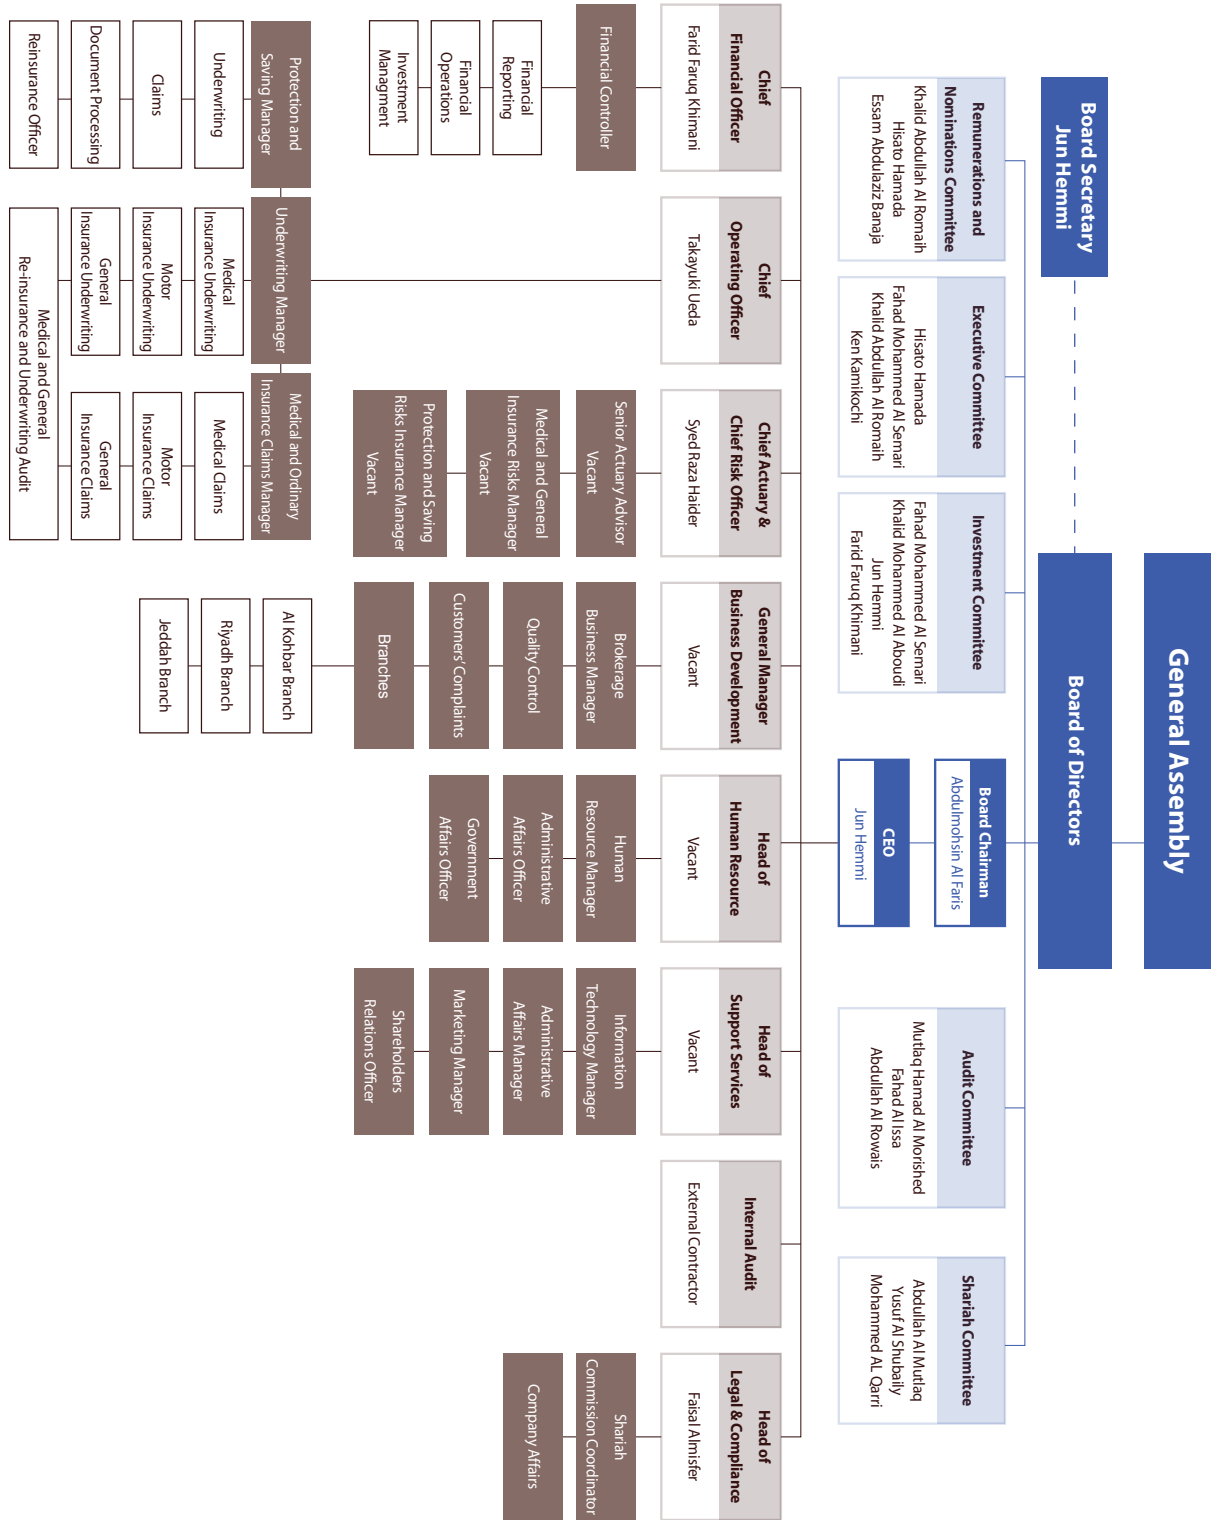 General Assembly
Board Secretary
Jun Hemmi
Board of Directors
Remunerations and
Nominations Committee
Khalid Abdullah Al Romaih
Hisato Hamada
Essam Abdulaziz Banaja
Executive Committee
Hisato Hamada
Fahad Mohammed Al Semari
Khalid Abdullah Al Romaih
Ken Kamikochi
Investment Committee
Fahad Mohammed Al Semari
Khalid Mohammed Al Aboudi
Jun Hemmi
Farid Faruq Khimani
Board Chairman
Abdulmohsin Al Faris
CEO
Jun Hemmi
Audit Committee
Mutlaq Hamad Al Morished
Fahad Al Issa
Abdullah Al Rowais
Shariah Committee
Abdullah Al Mutlaq
Yusuf Al Shubaily
Mohammed AL Qarri
Chief
Financial Officer
Farid Faruq Khimani
Financial Controller
Financial
Reporting
Financial
Operations
Investment
Managment
Chief
Operating Officer
Takayuki Ueda
Protection and
Saving Manager
Underwriting
Claims
Document Processing
Reinsurance Officer
Underwriting Manager
Medical
Insurance Underwriting
Motor
Insurance Underwriting
General
Insurance Underwriting
Medical and Ordinary
Insurance Claims Manager
Medical Claims
Motor
Insurance Claims
General
Insurance Claims
Medical and General
Re-insurance and Underwriting Audit
Chief Actuary &
Chief Risk Officer
Syed Raza Haider
Senior Actuary Advisor
Vacant
Medical and General
Insurance Risks Manager
Vacant
Protection and Saving
Risks Insurance Manager
Vacant
General Manager
Business Development
Vacant
Brokerage
Business Manager
Quality Control
Customers’ Complaints
Branches
Al Kohbar Branch
Riyadh Branch
Jeddah Branch
Head of
Human Resource
Vacant
Human
Resource Manager
Administrative
Affairs Officer
Government
Affairs Officer
Head of
Support Services
Vacant
Information
Technology Manager
Administrative
Affairs Manager
Marketing Manager
Shareholders
Relations Officer
Internal Audit
External Contractor
Head of
Legal & Compliance
Faisal Almisfer
Shariah
Commission Coordinator
Company Affairs